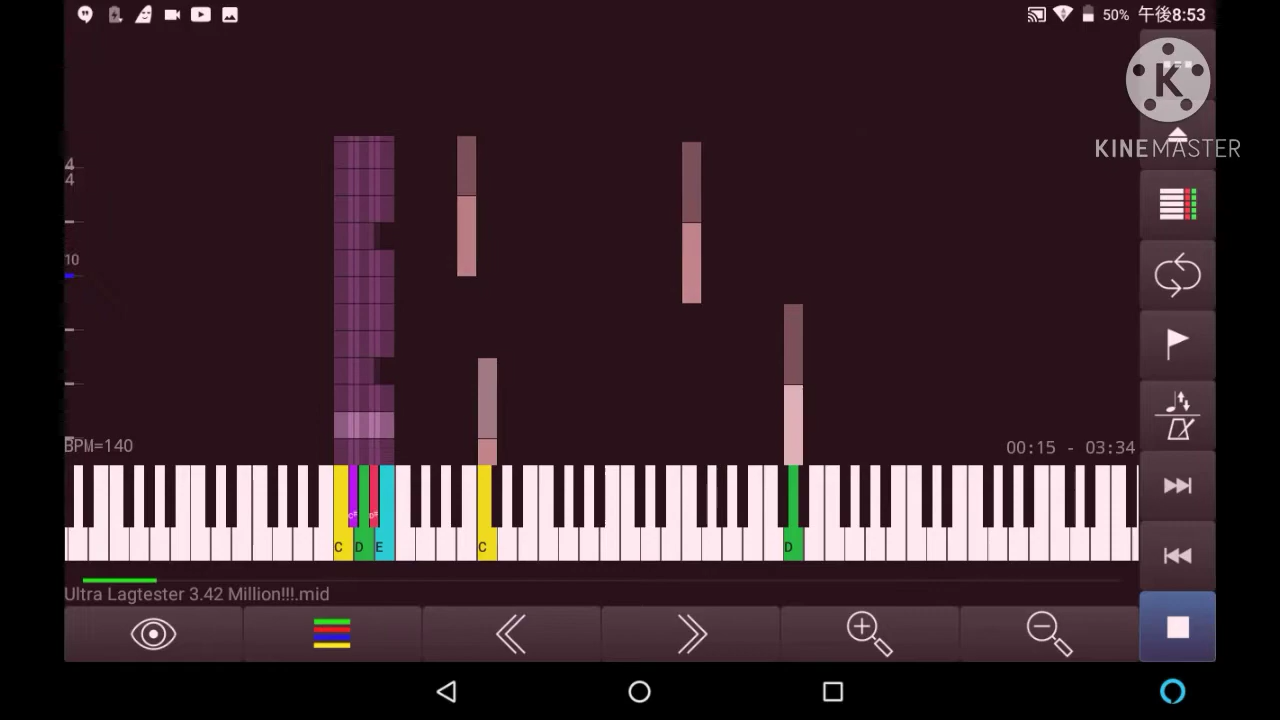 50% 午後8:53
K
KINEMASTER
4
4
10
BPM=140
00:15 - 03:34
C
D
E
C
D
Ultra Lagtester 3.42 Million!!!.mid